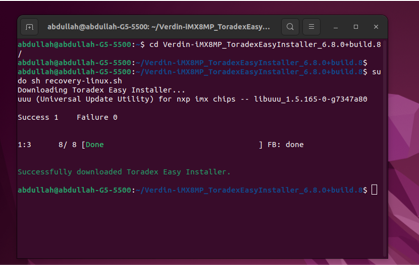 abdullah@abdullah-G5-5500: ~/Verdin-iMX8MP_ToradexEasy...
abdullah@abdullah-G5-5500:~$ cd Verdin-iMX8MP_ToradexEasyInstaller_6.8.0+build.8
/
abdullah@abdullah-G5-5500:~/Verdin-iMX8MP_ToradexEasyInstaller_6.8.0+build.8$
abdullah@abdullah-G5-5500:~/Verdin-iMX8MP_ToradexEasyInstaller_6.8.0+build.8$ su
do sh recovery-linux.sh
Downloading Toradex Easy Installer...
uuu (Universal Update Utility) for nxp imx chips -- libuuu_1.5.165-0-g7347a80
Success 1    Failure 0
1:3      8/ 8 [Done                                    ] FB: done
Successfully downloaded Toradex Easy Installer.
abdullah@abdullah-G5-5500:~/Verdin-iMX8MP_ToradexEasyInstaller_6.8.0+build.8$